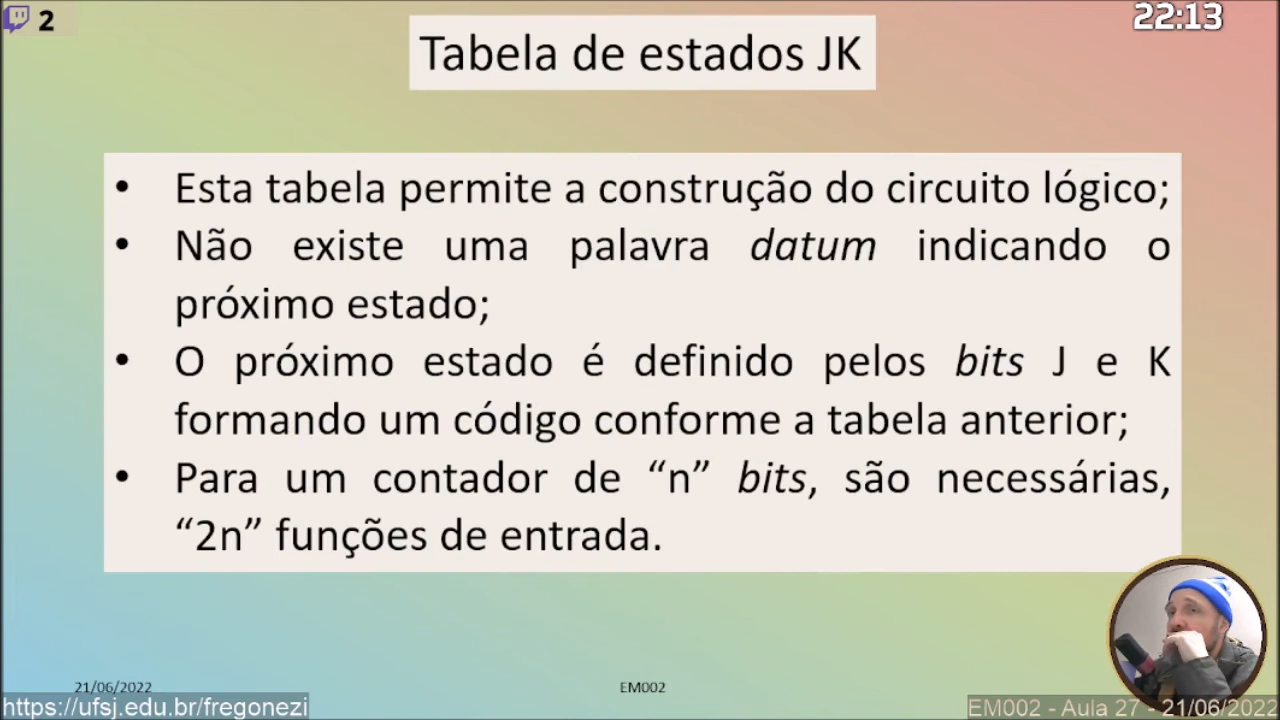 2
22:13
Tabela de estados JK
• Esta tabela permite a construção do circuito lógico;
• Não existe uma palavra datum indicando o
próximo estado;
• O próximo estado é definido pelos bits J e K
formando um código conforme a tabela anterior;
• Para um contador de “n” bits, são necessárias,
“2n” funções de entrada.
21/06/2022
EM002
https://ufsj.edu.br/fregonezi
EM002 - Aula 27 - 21/06/2022